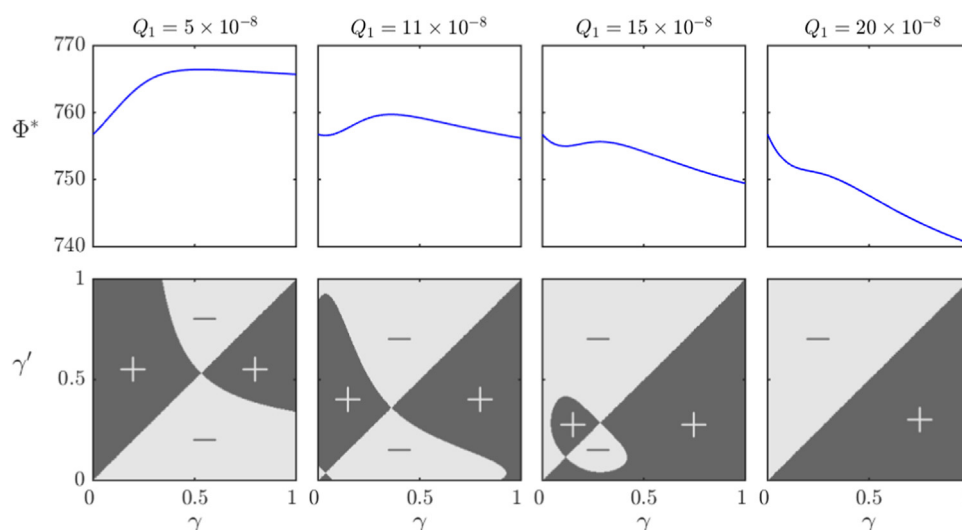 Q₁ = 5 × 10⁻⁸ Q₁ = 11 × 10⁻⁸ Q₁ = 15 × 10⁻⁸ Q₁ = 20 × 10⁻⁸
770
760
Φ*
750
740
1
− − − −
γ′ 0.5
+ + + + + + +
− − −
0
0 0.5 1 0 0.5 1 0 0.5 1 0 0.5 1
γ γ γ γ